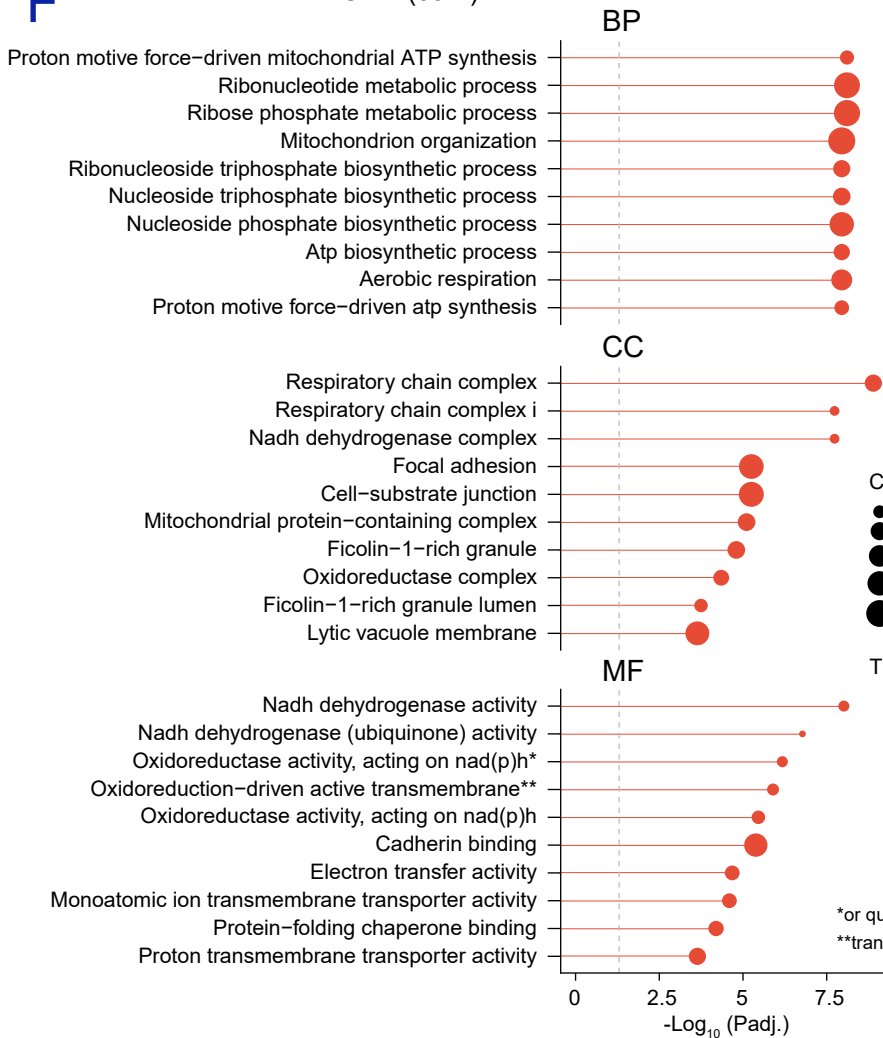 F
BP
Proton motive force−driven mitochondrial ATP synthesis
Ribonucleotide metabolic process
Ribose phosphate metabolic process
Mitochondrion organization
Ribonucleoside triphosphate biosynthetic process
Nucleoside triphosphate biosynthetic process
Nucleoside phosphate biosynthetic process
Atp biosynthetic process
Aerobic respiration
Proton motive force−driven atp synthesis
CC
Respiratory chain complex
Respiratory chain complex i
Nadh dehydrogenase complex
Focal adhesion
Cell−substrate junction
Mitochondrial protein−containing complex
Ficolin−1−rich granule
Oxidoreductase complex
Ficolin−1−rich granule lumen
Lytic vacuole membrane
C
T
MF
Nadh dehydrogenase activity
Nadh dehydrogenase (ubiquinone) activity
Oxidoreductase activity, acting on nad(p)h*
Oxidoreduction−driven active transmembrane**
Oxidoreductase activity, acting on nad(p)h
Cadherin binding
Electron transfer activity
Monoatomic ion transmembrane transporter activity
Protein−folding chaperone binding
Proton transmembrane transporter activity
*or qu
**tran
0 2.5 5 7.5
-Log10 (Padj.)